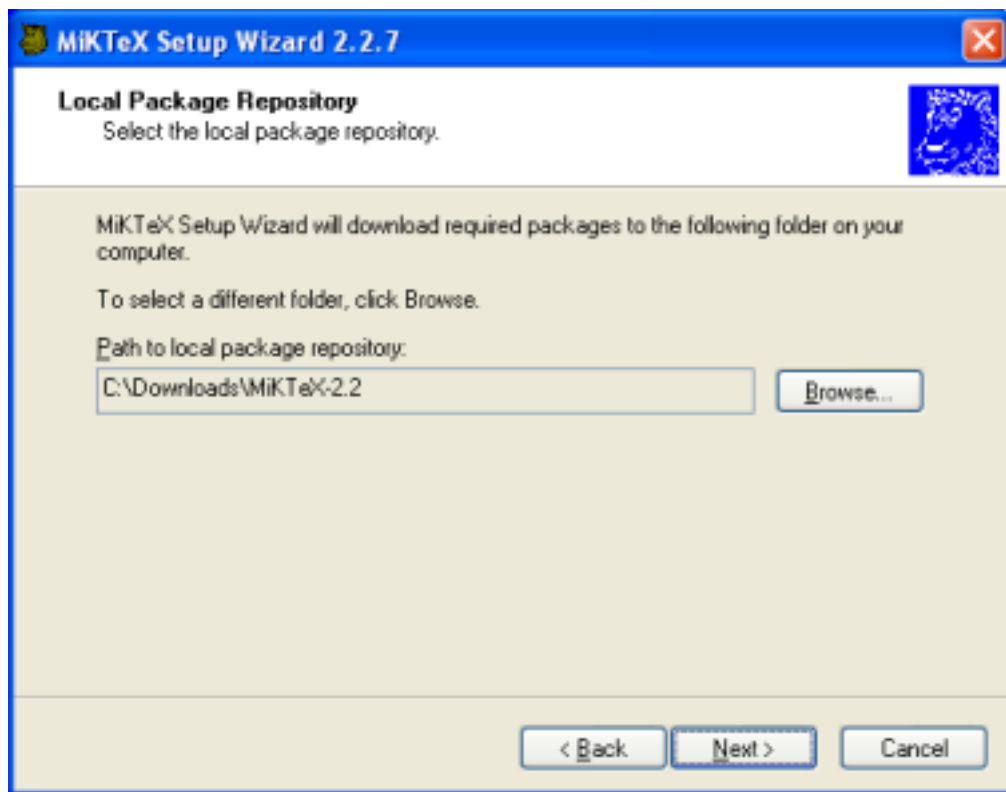 MiKTeX Setup Wizard 2.2.7
Local Package Repository
Select the local package repository.
MiKTeX Setup Wizard will download required packages to the following folder on your
computer.
To select a different folder, click Browse.
Path to local package repository:
C:\Downloads\MiKTeX-2.2
Browse...
< Back
Next >
Cancel